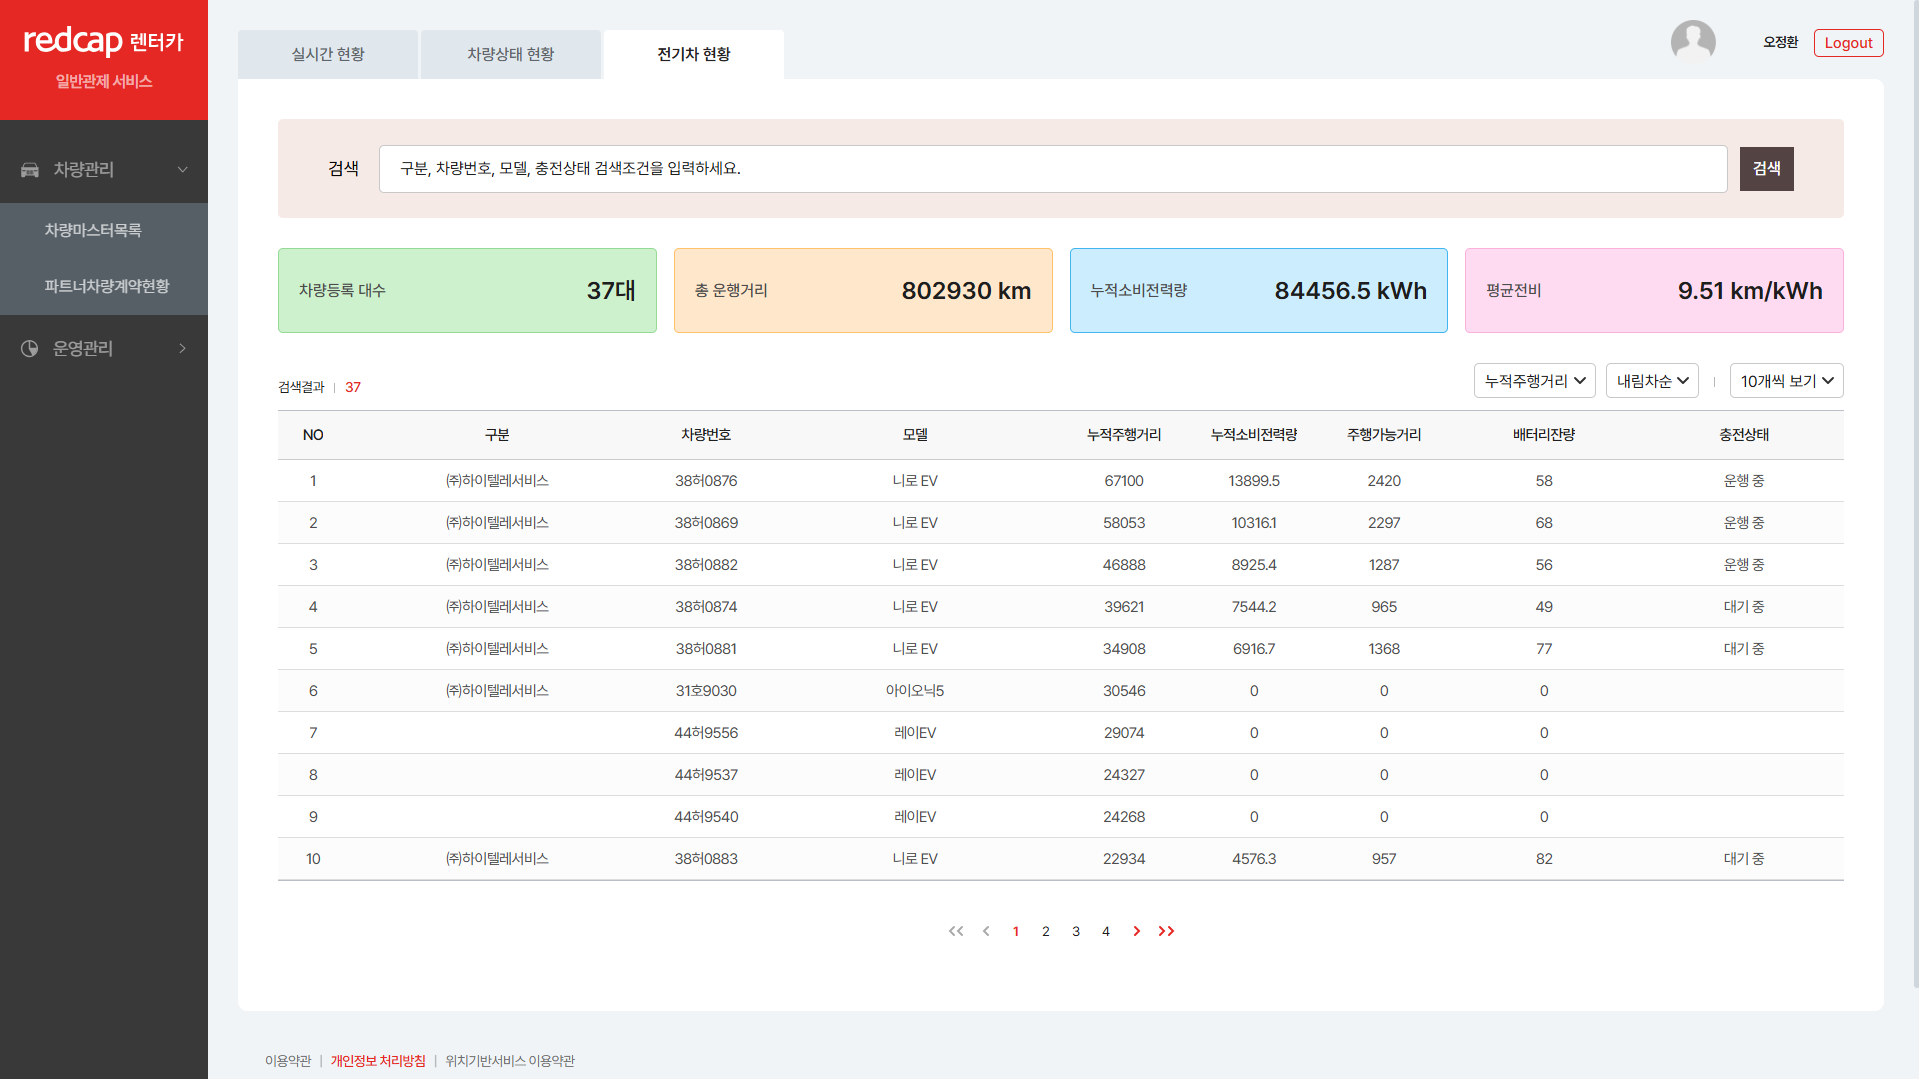 redcap 렌터카
일반관제 서비스
차량관리
차량마스터목록
파트너차량계약현황
운영관리
실시간 현황 차량상태 현황 전기차 현황
오정환 Logout
검색 구분, 차량번호, 모델, 충전상태 검색조건을 입력하세요. 검색
차량등록 대수 37대 총 운행거리 802930 km 누적소비전력량 84456.5 kWh 평균전비 9.51 km/kWh
검색결과 | 37 누적주행거리 내림차순 | 10개씩 보기
NO 구분 차량번호 모델 누적주행거리 누적소비전력량 주행가능거리 배터리잔량 충전상태
1 ㈜하이텔레서비스 38허0876 니로 EV 67100 13899.5 2420 58 운행 중
2 ㈜하이텔레서비스 38허0869 니로 EV 58053 10316.1 2297 68 운행 중
3 ㈜하이텔레서비스 38허0882 니로 EV 46888 8925.4 1287 56 운행 중
4 ㈜하이텔레서비스 38허0874 니로 EV 39621 7544.2 965 49 대기 중
5 ㈜하이텔레서비스 38허0881 니로 EV 34908 6916.7 1368 77 대기 중
6 ㈜하이텔레서비스 31호9030 아이오닉5 30546 0 0 0
7 44허9556 레이EV 29074 0 0 0
8 44허9537 레이EV 24327 0 0 0
9 44허9540 레이EV 24268 0 0 0
10 ㈜하이텔레서비스 38허0883 니로 EV 22934 4576.3 957 82 대기 중
1 2 3 4
이용약관 | 개인정보 처리방침 | 위치기반서비스 이용약관